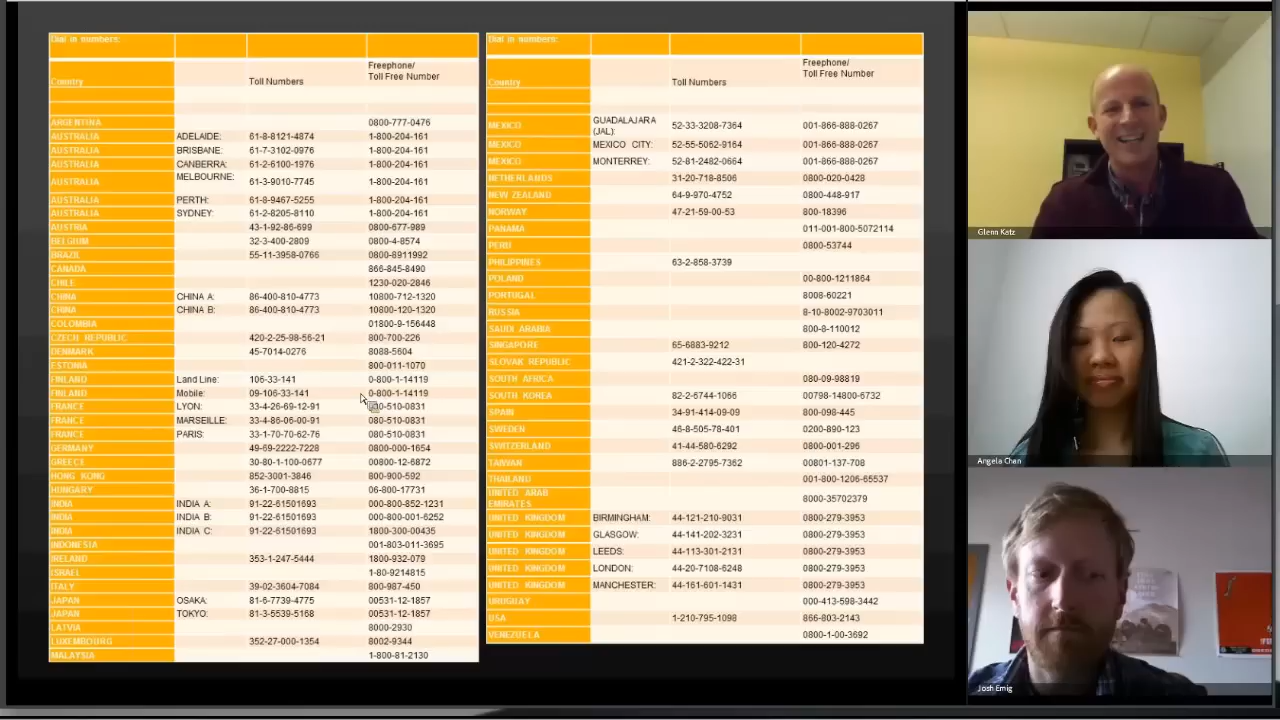 Dial in numbers:
Country Toll Numbers Freephone/
Toll Free Number
ARGENTINA 0800-777-0476
AUSTRALIA ADELAIDE: 61-8-8121-4874 1-800-204-161
AUSTRALIA BRISBANE: 61-7-3102-0976 1-800-204-161
AUSTRALIA CANBERRA: 61-2-6100-1976 1-800-204-161
AUSTRALIA MELBOURNE: 61-3-9010-7745 1-800-204-161
AUSTRALIA PERTH: 61-8-9467-5255 1-800-204-161
AUSTRALIA SYDNEY: 61-2-8205-8110 1-800-204-161
AUSTRIA 43-1-92-86-699 0800-677-989
BELGIUM 32-3-400-2809 0800-4-8574
BRAZIL 55-11-3958-0766 0800-8911992
CANADA 866-845-8490
CHILE 1230-020-2846
CHINA CHINA A: 86-400-810-4773 10800-712-1320
CHINA CHINA B: 86-400-810-4773 10800-120-1320
COLOMBIA 01800-9-156448
CZECH REPUBLIC 420-2-25-98-56-21 800-700-226
DENMARK 45-7014-0276 8088-5604
ESTONIA 800-011-1070
FINLAND Land Line: 106-33-141 0-800-1-14119
FINLAND Mobile: 09-106-33-141 0-800-1-14119
FRANCE LYON: 33-4-26-69-12-91 080-510-0831
FRANCE MARSEILLE: 33-4-86-06-00-91 080-510-0831
FRANCE PARIS: 33-1-70-70-62-76 080-510-0831
GERMANY 49-69-2222-7228 0800-000-1654
GREECE 30-80-1-100-0677 00800-12-6872
HONG KONG 852-3001-3846 800-900-592
HUNGARY 36-1-700-8815 06-800-17731
INDIA INDIA A: 91-22-61501693 000-800-852-1231
INDIA INDIA B: 91-22-61501693 000-800-001-6252
INDIA INDIA C: 91-22-61501693 1800-300-00435
INDONESIA 001-803-011-3695
IRELAND 353-1-247-5444 1800-932-079
ISRAEL 1-80-9214815
ITALY 39-02-3604-7084 800-987-450
JAPAN OSAKA: 81-6-7739-4775 00531-12-1857
JAPAN TOKYO: 81-3-5539-5168 00531-12-1857
LATVIA 8000-2930
LUXEMBOURG 352-27-000-1354 8002-9344
MALAYSIA 1-800-81-2130
Dial in numbers:
Country Toll Numbers Freephone/
Toll Free Number
MEXICO GUADALAJARA
(JAL): 52-33-3208-7364 001-866-888-0267
MEXICO MEXICO CITY: 52-55-5062-9164 001-866-888-0267
MEXICO MONTERREY: 52-81-2482-0664 001-866-888-0267
NETHERLANDS 31-20-718-8506 0800-020-0428
NEW ZEALAND 64-9-970-4752 0800-448-917
NORWAY 47-21-59-00-53 800-18396
PANAMA 011-001-800-5072114
PERU 0800-53744
PHILIPPINES 63-2-858-3739
POLAND 00-800-1211864
PORTUGAL 8008-60221
RUSSIA 8-10-8002-9703011
SAUDI ARABIA 800-8-110012
SINGAPORE 65-6883-9212 800-120-4272
SLOVAK REPUBLIC 421-2-322-422-31
SOUTH AFRICA 080-09-98819
SOUTH KOREA 82-2-6744-1066 00798-14800-6732
SPAIN 34-91-414-09-09 800-098-445
SWEDEN 46-8-505-78-401 0200-890-123
SWITZERLAND 41-44-580-6292 0800-001-296
TAIWAN 886-2-2795-7362 00801-137-708
THAILAND 001-800-1206-65537
UNITED ARAB
EMIRATES 8000-35702379
UNITED KINGDOM BIRMINGHAM: 44-121-210-9031 0800-279-3953
UNITED KINGDOM GLASGOW: 44-141-202-3231 0800-279-3953
UNITED KINGDOM LEEDS: 44-113-301-2131 0800-279-3953
UNITED KINGDOM LONDON: 44-20-7108-6248 0800-279-3953
UNITED KINGDOM MANCHESTER: 44-161-601-1431 0800-279-3953
URUGUAY 000-413-598-3442
USA 1-210-795-1098 866-803-2143
VENEZUELA 0800-1-00-3692
Glenn Katz
Angela Chan
Josh Emig